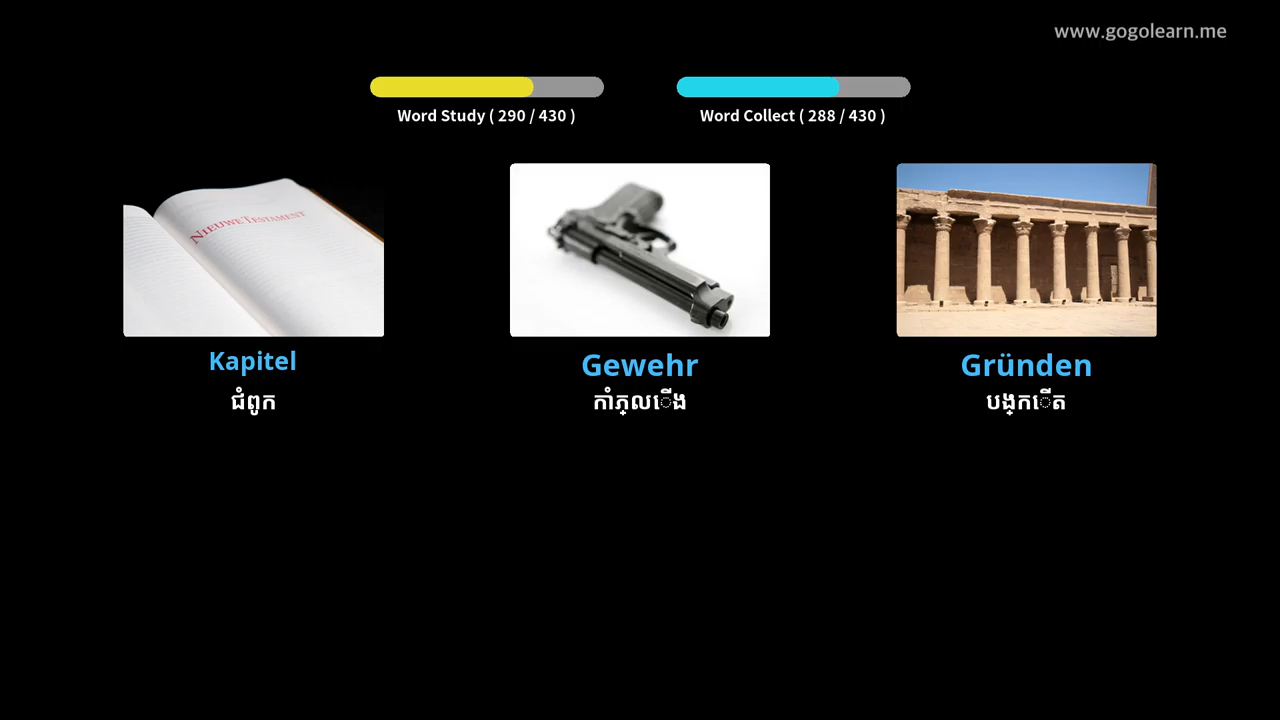 www.gogolearn.me
Word Study ( 290 / 430 )
Word Collect ( 288 / 430 )
NIEUWE TESTAMENT
Kapitel
Gewehr
Gründen
ជំពូក
កាំភ្លើង
បង្កើត